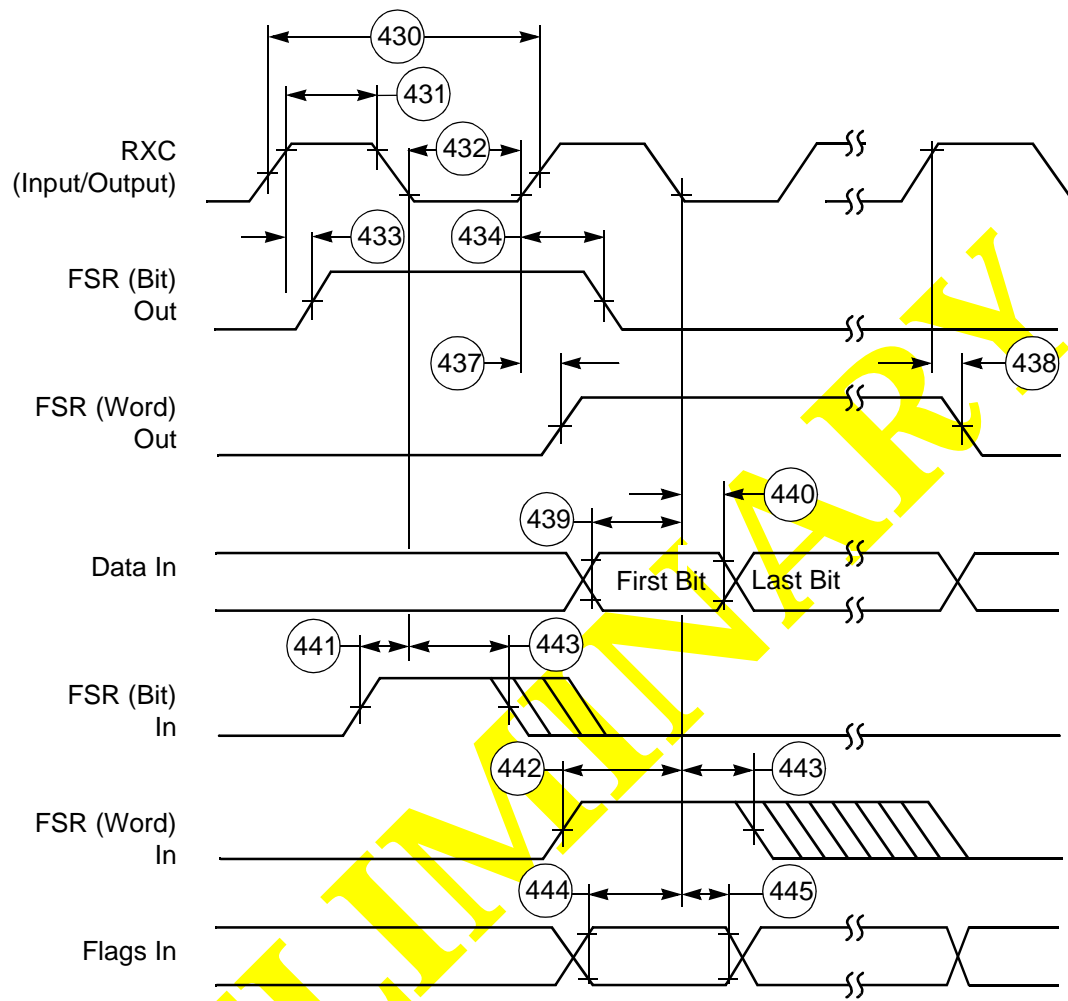 430
431
RXC
(Input/Output)
432
433
434
FSR (Bit)
Out
437
438
FSR (Word)
Out
440
439
Data In
First Bit
Last Bit
441
443
FSR (Bit)
In
442
443
FSR (Word)
In
444
445
Flags In
LIMINARY